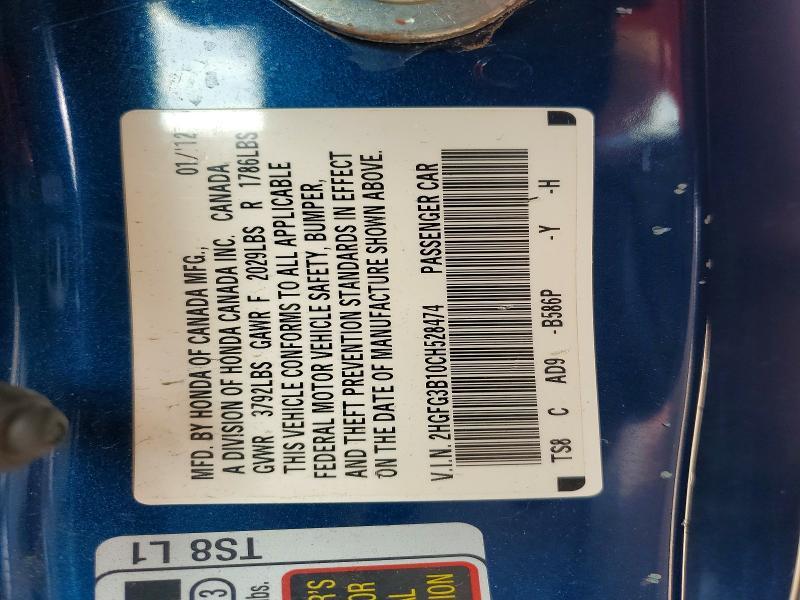 MFD. BY HONDA OF CANADA MFG., 01/12
A DIVISION OF HONDA CANADA INC. CANADA
GVWR 3792LBS GAWR F 2029LBS R 1786LBS
THIS VEHICLE CONFORMS TO ALL APPLICABLE
FEDERAL MOTOR VEHICLE SAFETY, BUMPER,
AND THEFT PREVENTION STANDARDS IN EFFECT
ON THE DATE OF MANUFACTURE SHOWN ABOVE.
V.I.N. 2HGFG3B10CH528474 PASSENGER CAR
TS8 C AD9 -B586P -Y -H
TS8 L1
3